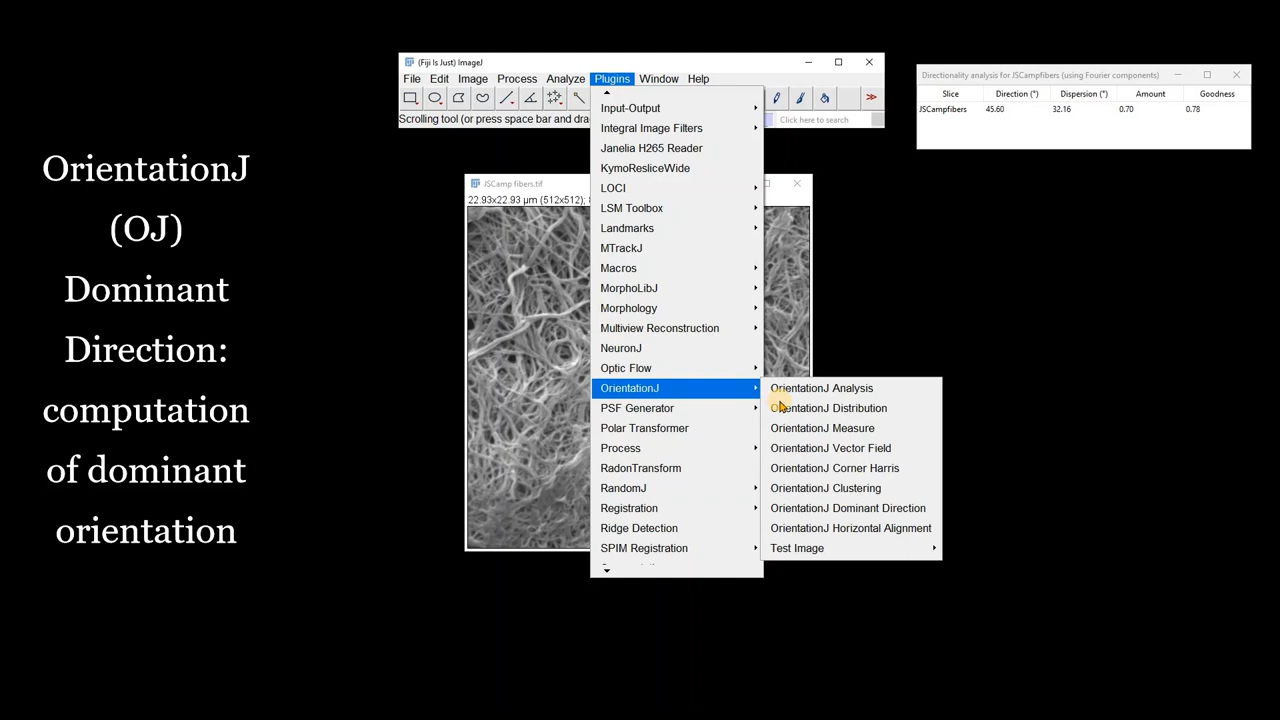 OrientationJ
(OJ)
Dominant
Direction:
computation
of dominant
orientation
(Fiji Is Just) ImageJ
File Edit Image Process Analyze Plugins Window Help
Scrolling tool (or press space bar and dra
Click here to search
JSCamp fibers.tif
22.93x22.93 µm (512x512);
Input-Output
Integral Image Filters
Janelia H265 Reader
KymoResliceWide
LOCI
LSM Toolbox
Landmarks
MTrackJ
Macros
MorphoLibJ
Morphology
Multiview Reconstruction
NeuronJ
Optic Flow
OrientationJ
PSF Generator
Polar Transformer
Process
RadonTransform
RandomJ
Registration
Ridge Detection
SPIM Registration
OrientationJ Analysis
OrientationJ Distribution
OrientationJ Measure
OrientationJ Vector Field
OrientationJ Corner Harris
OrientationJ Clustering
OrientationJ Dominant Direction
OrientationJ Horizontal Alignment
Test Image
Directionality analysis for JSCampfibers (using Fourier components)
Slice Direction (°) Dispersion (°) Amount Goodness
JSCampfibers 45.60 32.16 0.70 0.78